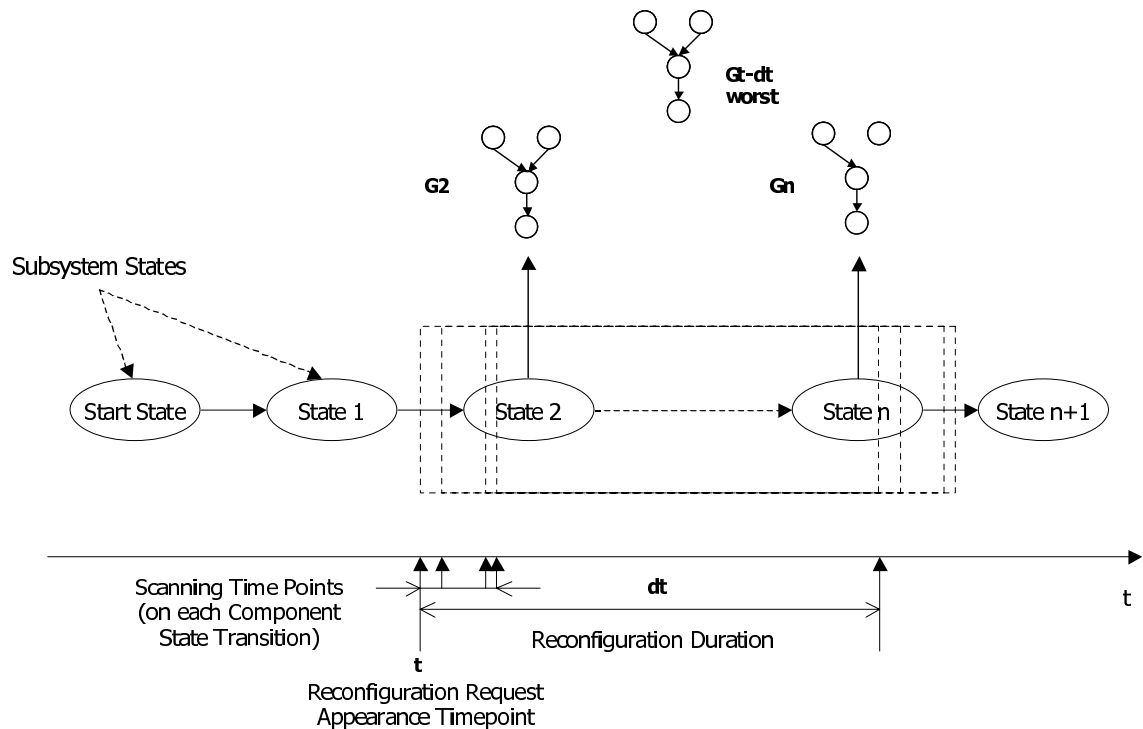 Gt-dt
worst
G2
Gn
Subsystem States
Start State
State 1
State 2
State n
State n+1
Scanning Time Points
(on each Component
State Transition)
dt
t
Reconfiguration Duration
t
Reconfiguration Request
Appearance Timepoint